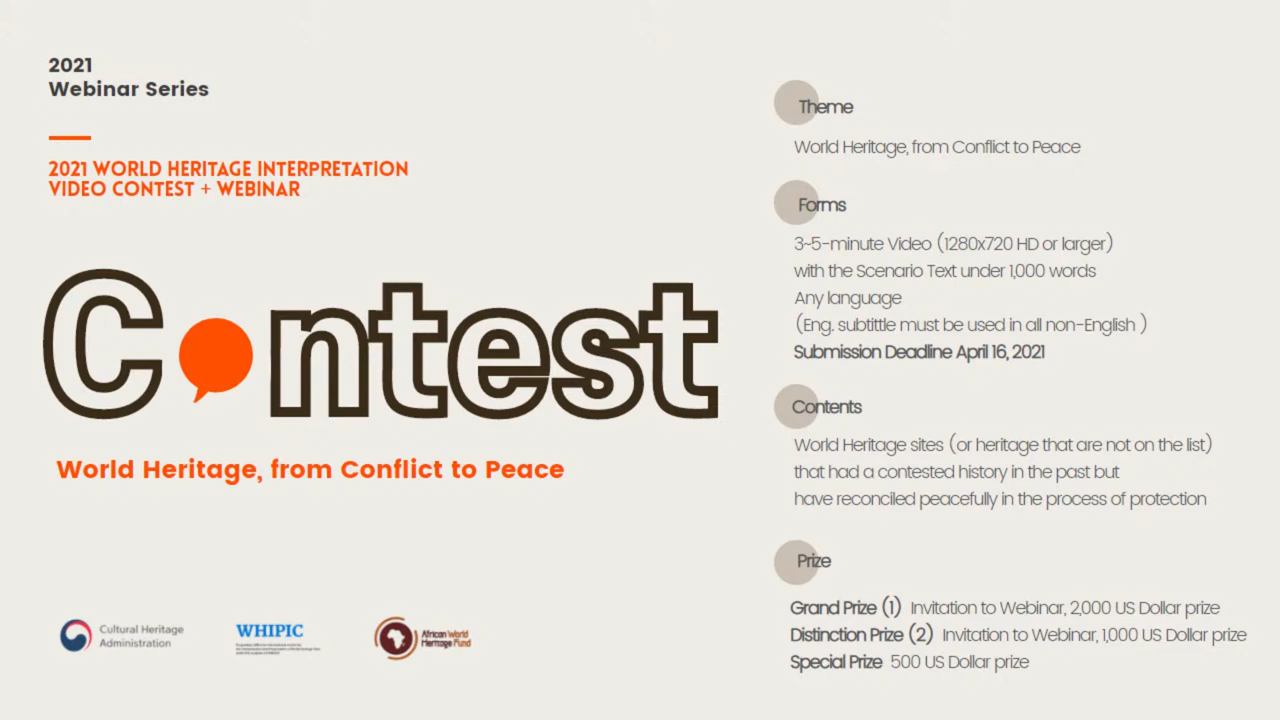 2021
Webinar Series
2021 WORLD HERITAGE INTERPRETATION
VIDEO CONTEST + WEBINAR
Contest
World Heritage, from Conflict to Peace
Cultural Heritage
Administration
WHIPIC
African World
Heritage Fund
Theme
World Heritage, from Conflict to Peace
Forms
3~5-minute Video (1280x720 HD or larger)
with the Scenario Text under 1,000 words
Any language
(Eng. subtittle must be used in all non-English )
Submission Deadline April 16, 2021
Contents
World Heritage sites (or heritage that are not on the list)
that had a contested history in the past but
have reconciled peacefully in the process of protection
Prize
Grand Prize (1) Invitation to Webinar, 2,000 US Dollar prize
Distinction Prize (2) Invitation to Webinar, 1,000 US Dollar prize
Special Prize 500 US Dollar prize